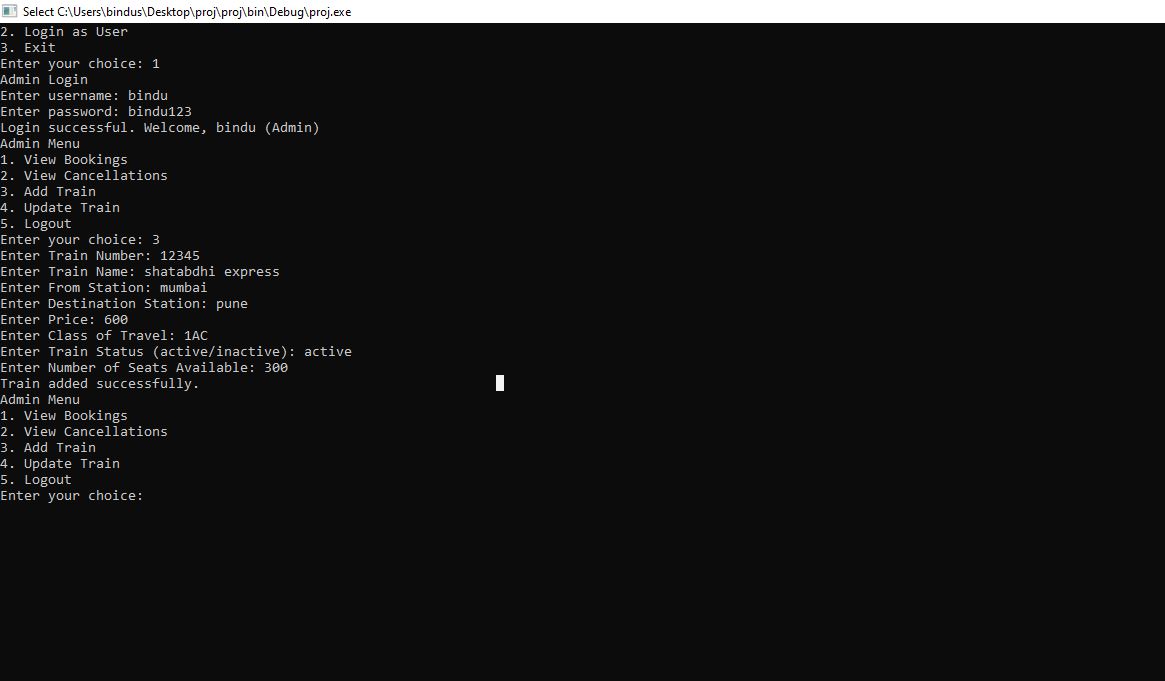 Select C:\Users\bindus\Desktop\proj\proj\bin\Debug\proj.exe
2. Login as User
3. Exit
Enter your choice: 1
Admin Login
Enter username: bindu
Enter password: bindu123
Login successful. Welcome, bindu (Admin)
Admin Menu
1. View Bookings
2. View Cancellations
3. Add Train
4. Update Train
5. Logout
Enter your choice: 3
Enter Train Number: 12345
Enter Train Name: shatabdhi express
Enter From Station: mumbai
Enter Destination Station: pune
Enter Price: 600
Enter Class of Travel: 1AC
Enter Train Status (active/inactive): active
Enter Number of Seats Available: 300
Train added successfully.
Admin Menu
1. View Bookings
2. View Cancellations
3. Add Train
4. Update Train
5. Logout
Enter your choice: